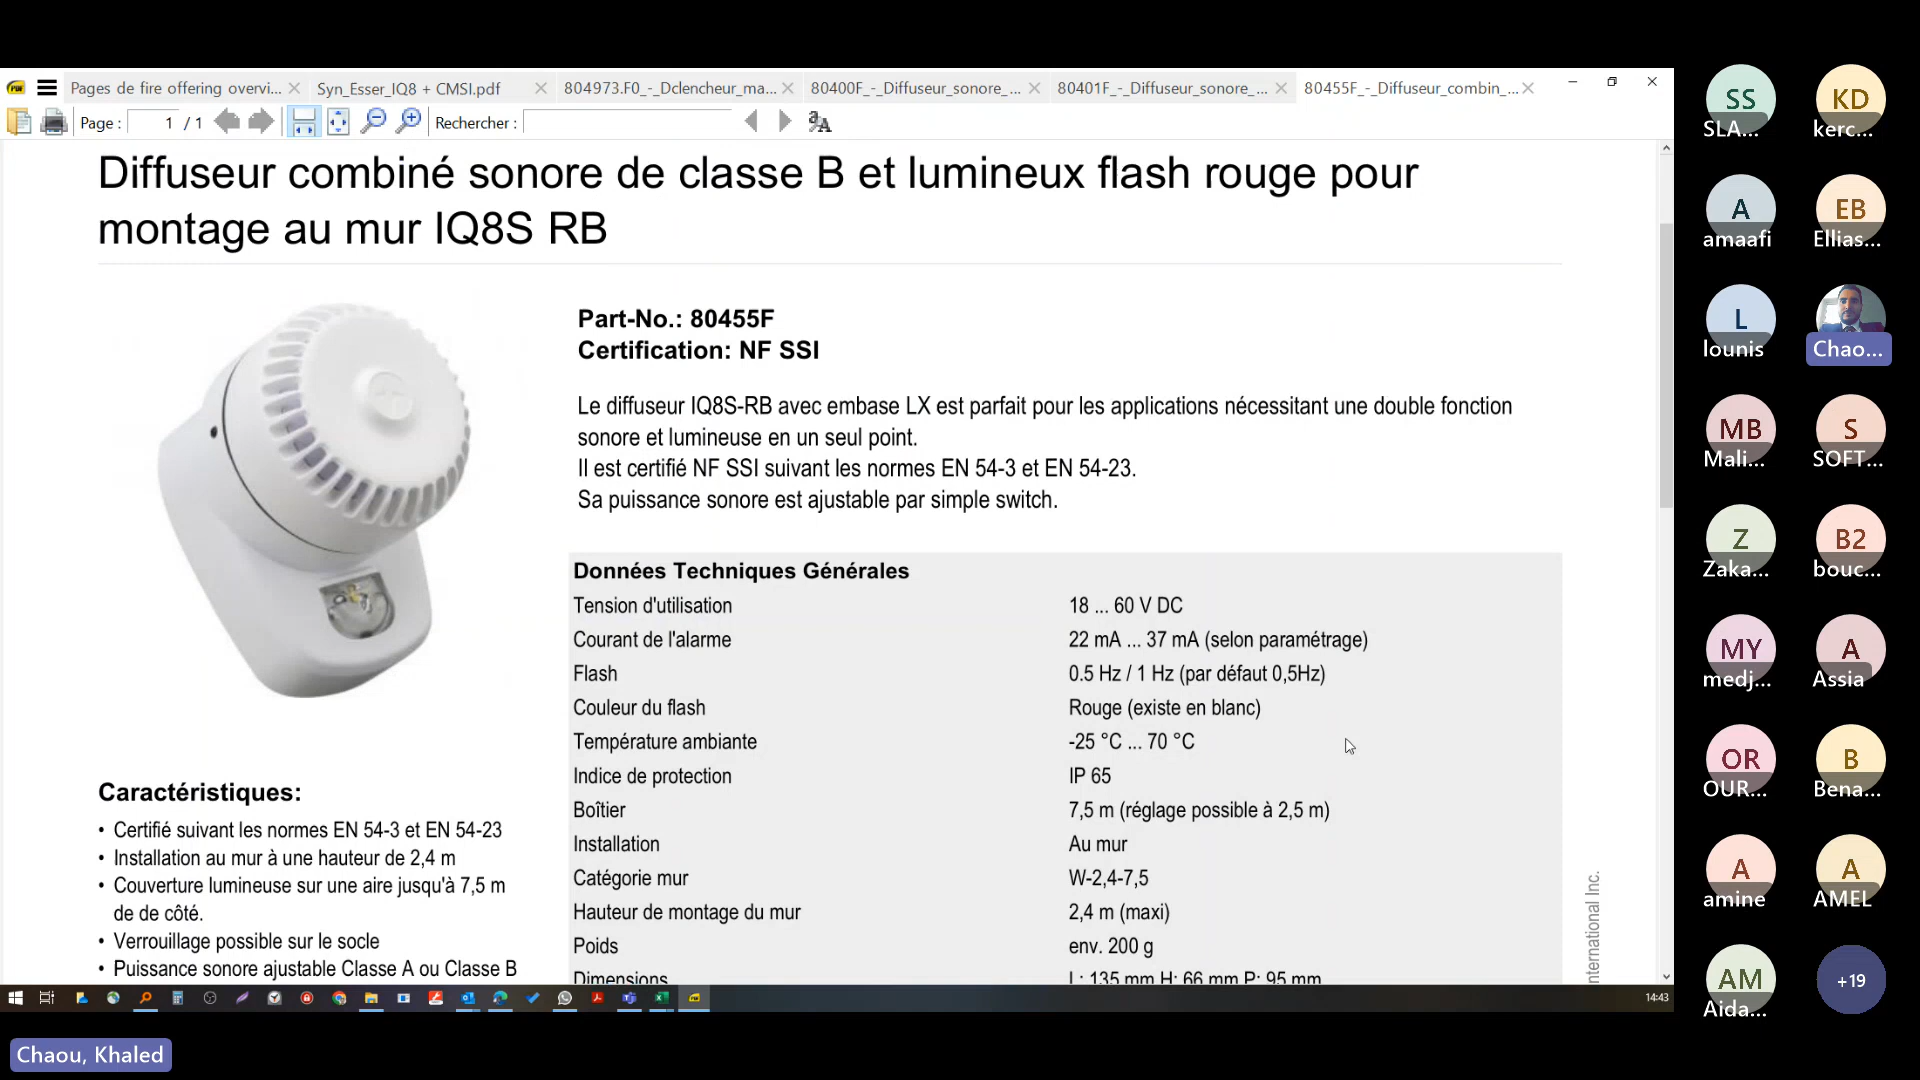 Pages de fire offering overvi...
Syn_Esser_IQ8 + CMSI.pdf
804973.F0_-_Dclencheur_ma...
80400F_-_Diffuseur_sonore_...
80401F_-_Diffuseur_sonore_...
80455F_-_Diffuseur_combin_...
Page :
1 / 1
Rechercher :
Diffuseur combiné sonore de classe B et lumineux flash rouge pour
montage au mur IQ8S RB
Part-No.: 80455F
Certification: NF SSI
Le diffuseur IQ8S-RB avec embase LX est parfait pour les applications nécessitant une double fonction
sonore et lumineuse en un seul point.
Il est certifié NF SSI suivant les normes EN 54-3 et EN 54-23.
Sa puissance sonore est ajustable par simple switch.
Données Techniques Générales
Tension d'utilisation 18 ... 60 V DC
Courant de l'alarme 22 mA ... 37 mA (selon paramétrage)
Flash 0.5 Hz / 1 Hz (par défaut 0,5Hz)
Couleur du flash Rouge (existe en blanc)
Température ambiante -25 °C ... 70 °C
Indice de protection IP 65
Boîtier 7,5 m (réglage possible à 2,5 m)
Installation Au mur
Catégorie mur W-2,4-7,5
Hauteur de montage du mur 2,4 m (maxi)
Poids env. 200 g
Dimensions L: 135 mm H: 66 mm P: 95 mm
Caractéristiques:
• Certifié suivant les normes EN 54-3 et EN 54-23
• Installation au mur à une hauteur de 2,4 m
• Couverture lumineuse sur une aire jusqu'à 7,5 m
de de côté.
• Verrouillage possible sur le socle
• Puissance sonore ajustable Classe A ou Classe B
nternational Inc.
14:43
Chaou, Khaled
SS
SLA...
KD
kerc...
A
amaafi
EB
Ellias...
L
lounis
Chao...
MB
Mali...
S
SOFT...
Z
Zaka...
B2
bouc...
MY
medj...
A
Assia
OR
OUR...
B
Bena...
A
amine
A
AMEL
AM
Aida...
+19